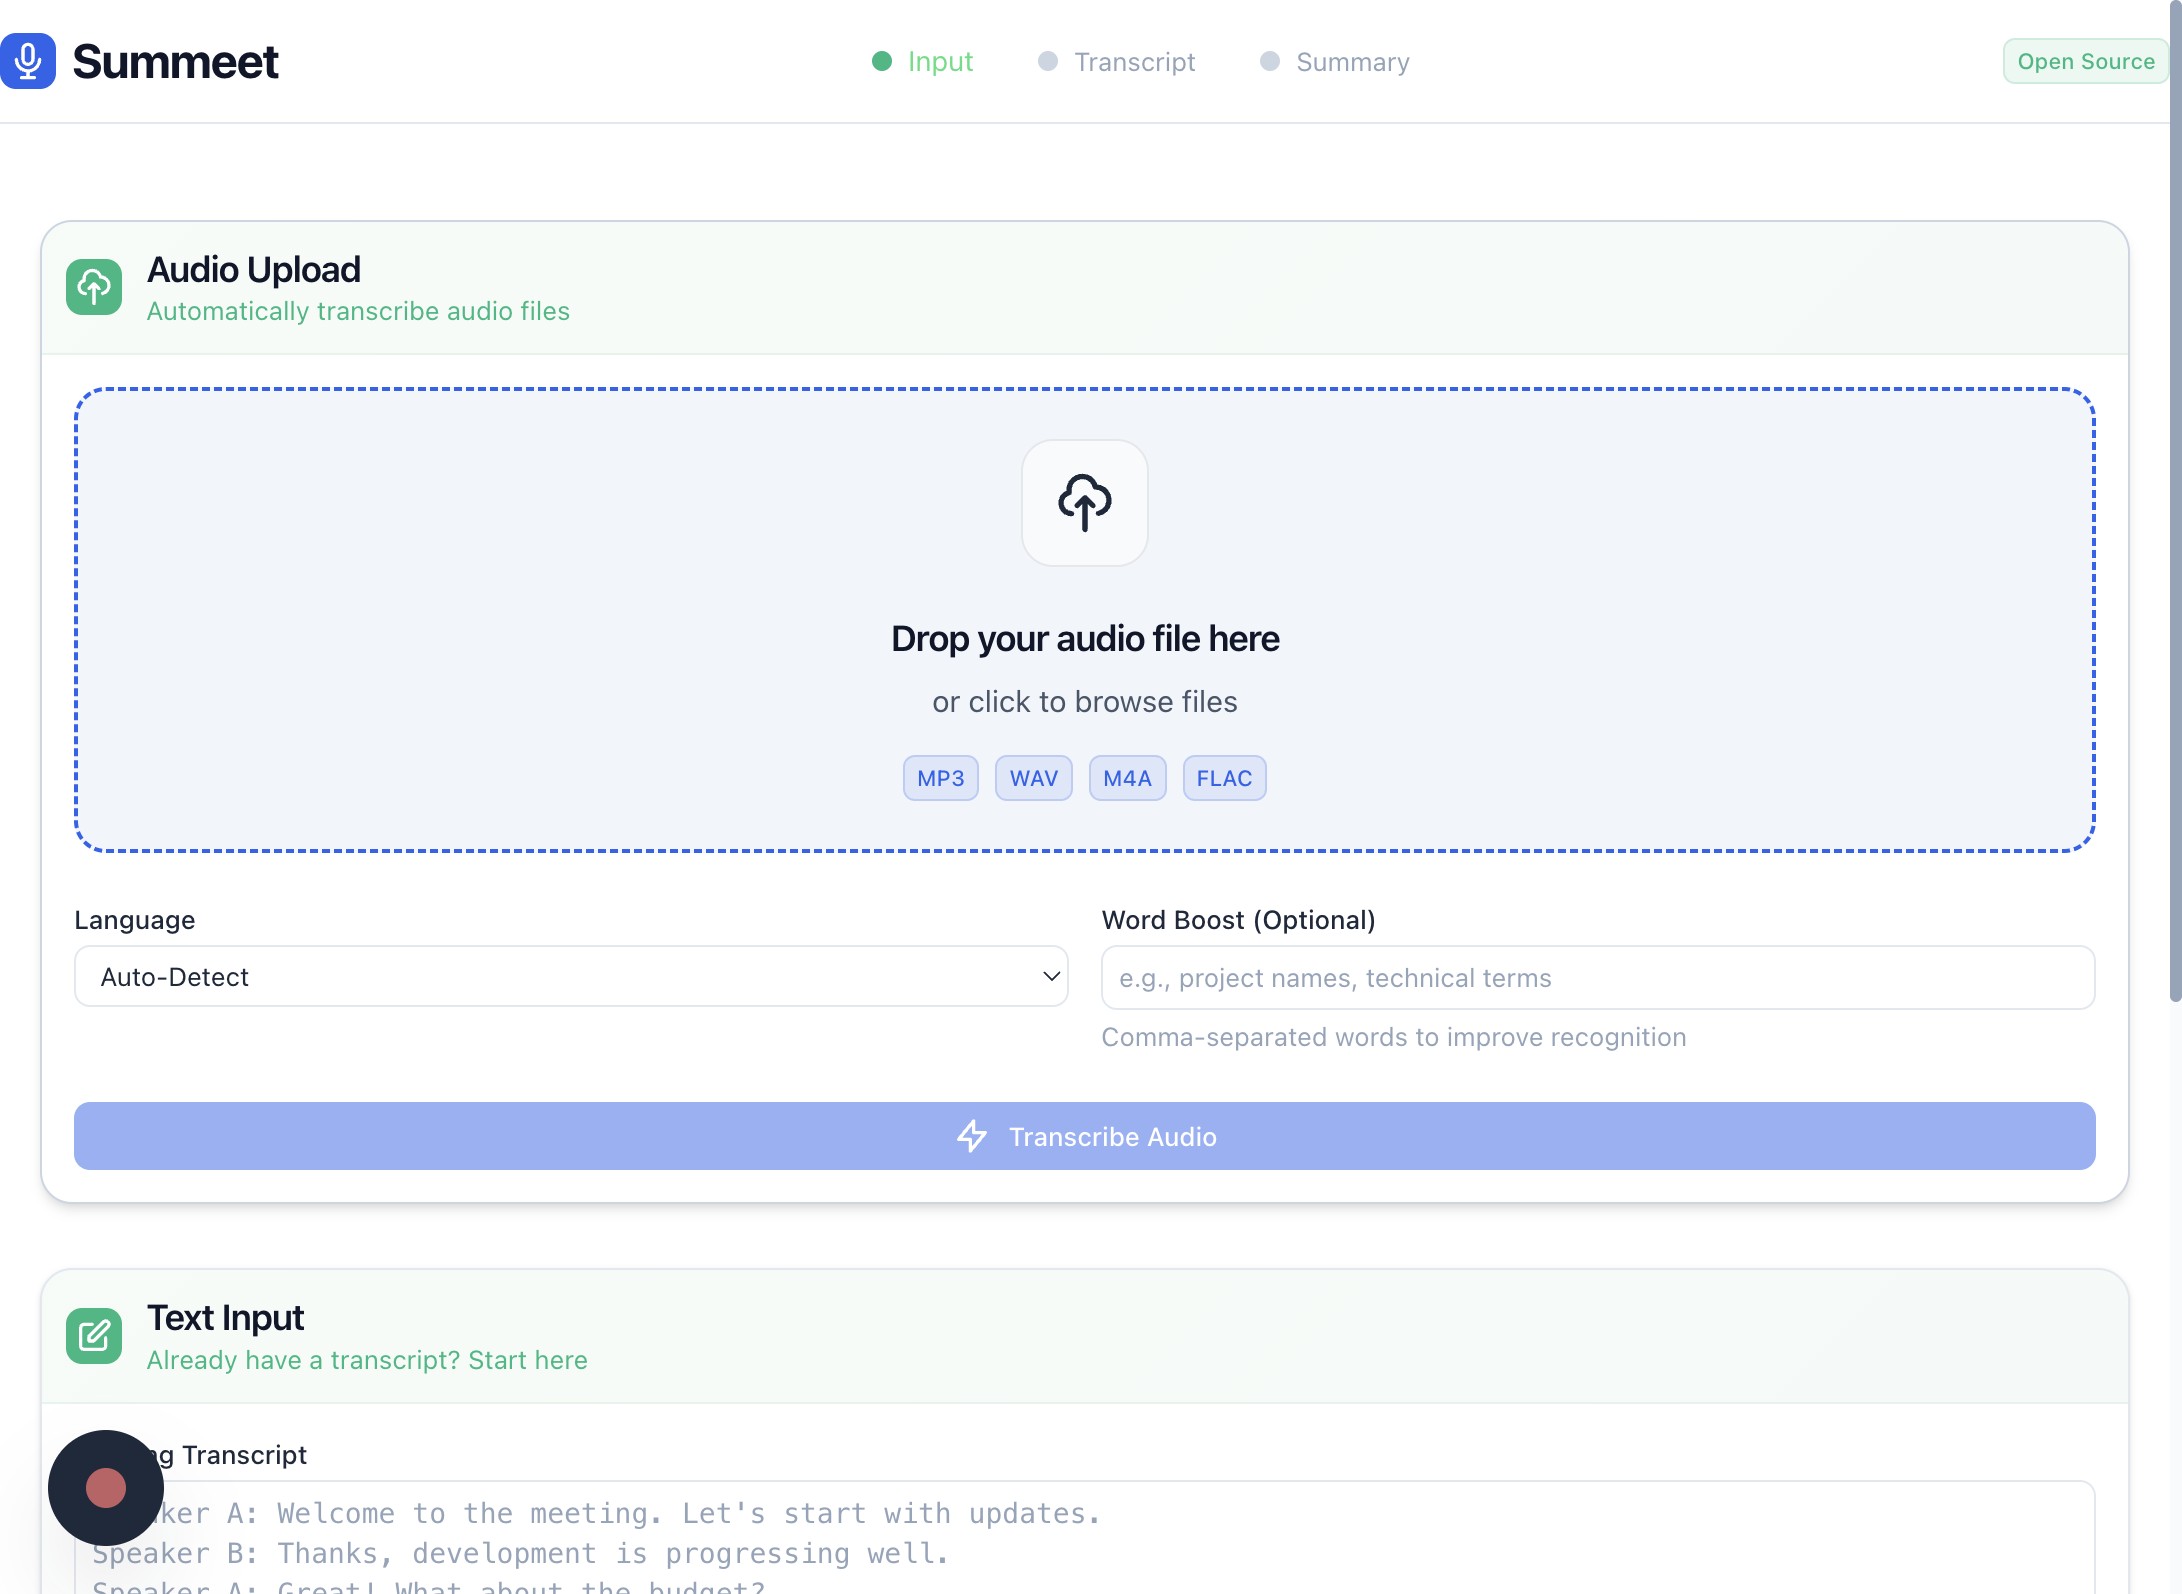 Summeet
Input
Transcript
Summary
Open Source
Audio Upload
Automatically transcribe audio files
Drop your audio file here
or click to browse files
MP3 WAV M4A FLAC
Language
Word Boost (Optional)
Auto-Detect
e.g., project names, technical terms
Comma-separated words to improve recognition
Transcribe Audio
Text Input
Already have a transcript? Start here
Transcript
A: Welcome to the meeting. Let's start with updates.
Speaker B: Thanks, development is progressing well.
Speaker A: Great! What about the budget?